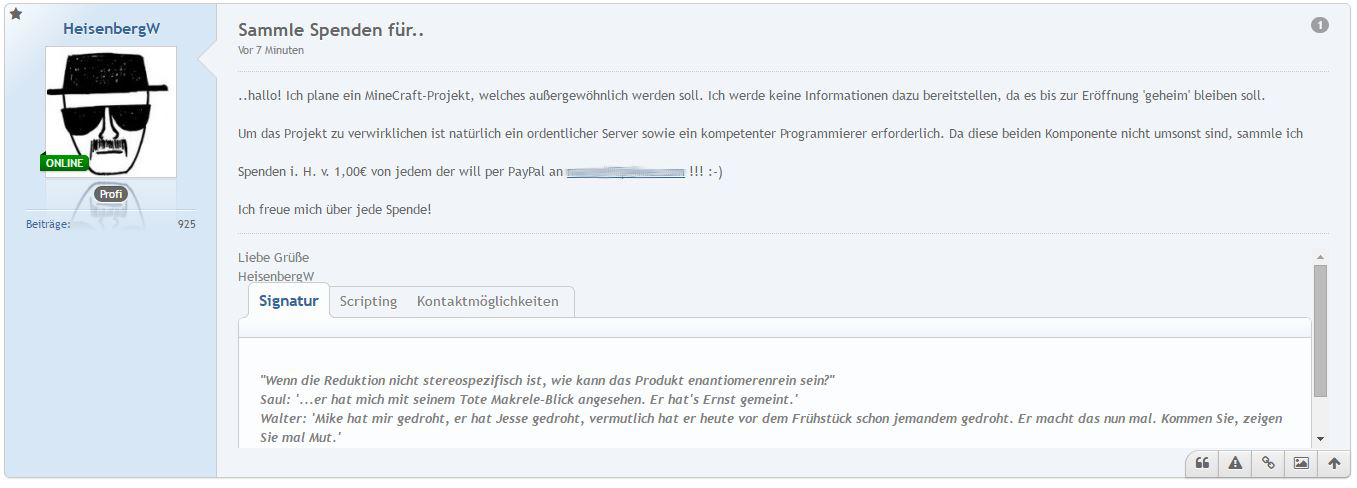 HeisenbergW
Sammle Spenden für..
1
Vor 7 Minuten
..hallo! Ich plane ein MineCraft-Projekt, welches außergewöhnlich werden soll. Ich werde keine Informationen dazu bereitstellen, da es bis zur Eröffnung 'geheim' bleiben soll.
Um das Projekt zu verwirklichen ist natürlich ein ordentlicher Server sowie ein kompetenter Programmierer erforlich. Da diese beiden Komponente nicht umsonst sind, sammle ich
Spenden i. H. v. 1,00€ von jedem der will per PayPal an !!! :-)
Ich freue mich über jede Spende!
ONLINE
Profi
Beiträge: 925
Liebe Grüße
HeisenbergW
Signatur Scripting Kontaktmöglichkeiten
"Wenn die Reduktion nicht stereospezifisch ist, wie kann das Produkt enantiomerenrein sein?"
Saul: '...er hat mich mit seinem Tote Makrele-Blick angesehen. Er hat's Ernst gemeint.'
Walter: 'Mike hat mir gedroht, er hat Jesse gedroht, vermutlich hat er heute vor dem Frühstück schon jemandem gedroht. Er macht das nun mal. Kommen Sie, zeigen
Sie mal Mut.'